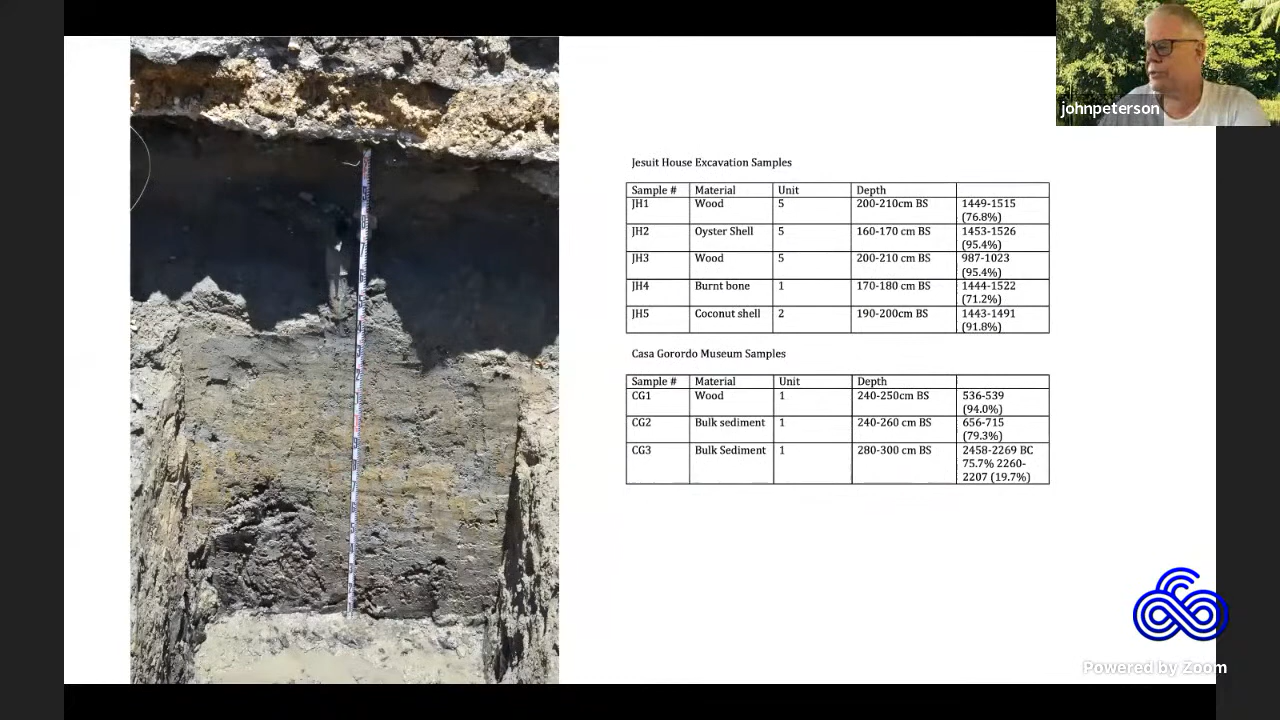 johnpeterson
Jesuit House Excavation Samples
Sample # Material Unit Depth
JH1 Wood 5 200-210cm BS 1449-1515
(76.8%)
JH2 Oyster Shell 5 160-170 cm BS 1453-1526
(95.4%)
JH3 Wood 5 200-210 cm BS 987-1023
(95.4%)
JH4 Burnt bone 1 170-180 cm BS 1444-1522
(71.2%)
JH5 Coconut shell 2 190-200cm BS 1443-1491
(91.8%)
Casa Gorordo Museum Samples
Sample # Material Unit Depth
CG1 Wood 1 240-250cm BS 536-539
(94.0%)
CG2 Bulk sediment 1 240-260 cm BS 656-715
(79.3%)
CG3 Bulk Sediment 1 280-300 cm BS 2458-2269 BC
75.7% 2260-
2207 (19.7%)
Powered by Zoom